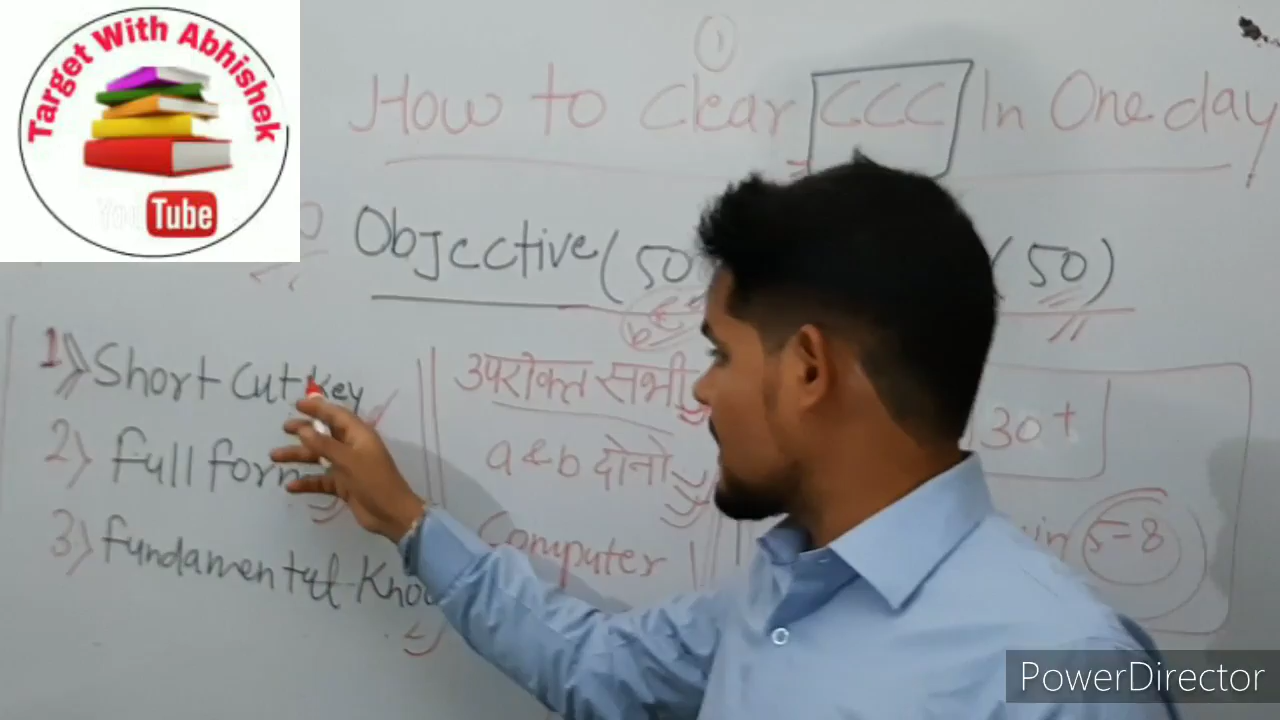 Target With Abhishek
YouTube
①
How to Clear CCC In One day
Objective (50 (50)
1) Short Cut Key
2) Full form
3) Fundamental Know
उपरोक्त सभी
a & b दोनो
Computer
30+
in 5-8
PowerDirector